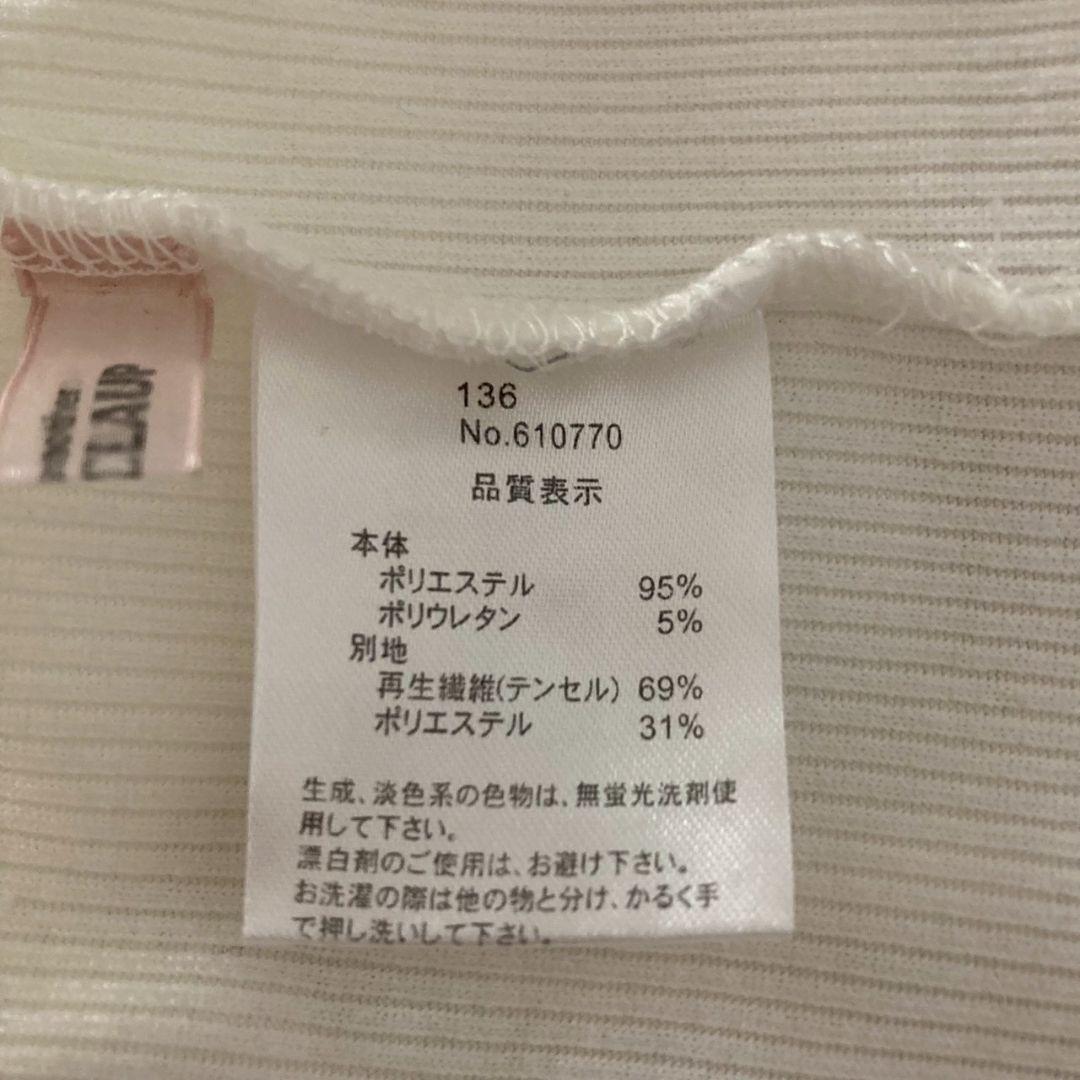 another
CLAUP
136
No.610770
品質表示
本体
ポリエステル 95%
ポリウレタン 5%
別地
再生繊維(テンセル) 69%
ポリエステル 31%
生成、淡色系の色物は、無蛍光洗剤使
用して下さい。
漂白剤のご使用は、お避け下さい。
お洗濯の際は他の物と分け、かるく手
で押し洗いして下さい。